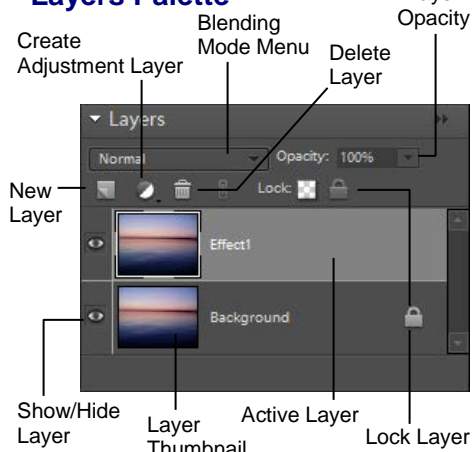 Layers Palette
Blending
Mode Menu
Opacity
Create
Adjustment Layer
Delete
Layer
Layers
Normal
Opacity: 100%
New
Layer
Lock:
Effect1
Background
Show/Hide
Layer
Layer
Thumbnail
Active Layer
Lock Layer